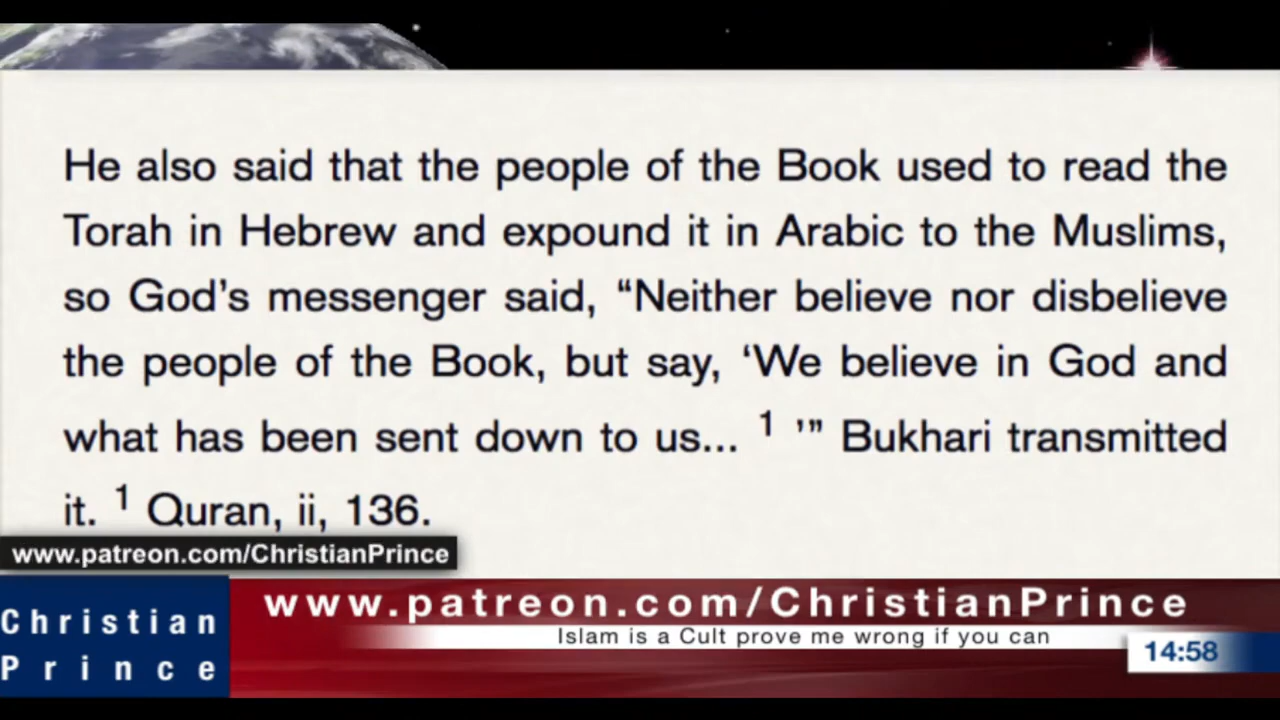 He also said that the people of the Book used to read the
Torah in Hebrew and expound it in Arabic to the Muslims,
so God’s messenger said, “Neither believe nor disbelieve
the people of the Book, but say, ‘We believe in God and
what has been sent down to us... 1 ’” Bukhari transmitted
it. 1 Quran, ii, 136.
www.patreon.com/ChristianPrince
www.patreon.com/ChristianPrince
Islam is a Cult prove me wrong if you can
Christian
Prince
14:58